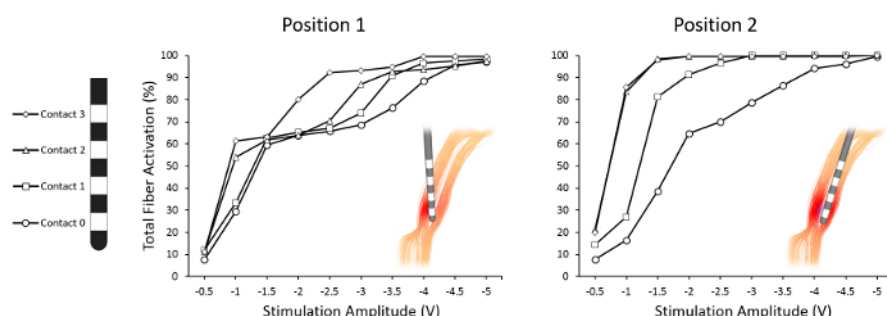 Position 1
Position 2
Contact 3
Contact 2
Contact 1
Contact 0
Total Fiber Activation (%)
100
90
80
70
60
50
40
30
20
10
0
-0.5 -1 -1.5 -2 -2.5 -3 -3.5 -4 -4.5 -5
Stimulation Amplitude (V)
100
90
80
70
60
50
40
30
20
10
0
-0.5 -1 -1.5 -2 -2.5 -3 -3.5 -4 -4.5 -5
Stimulation Amplitude (V)